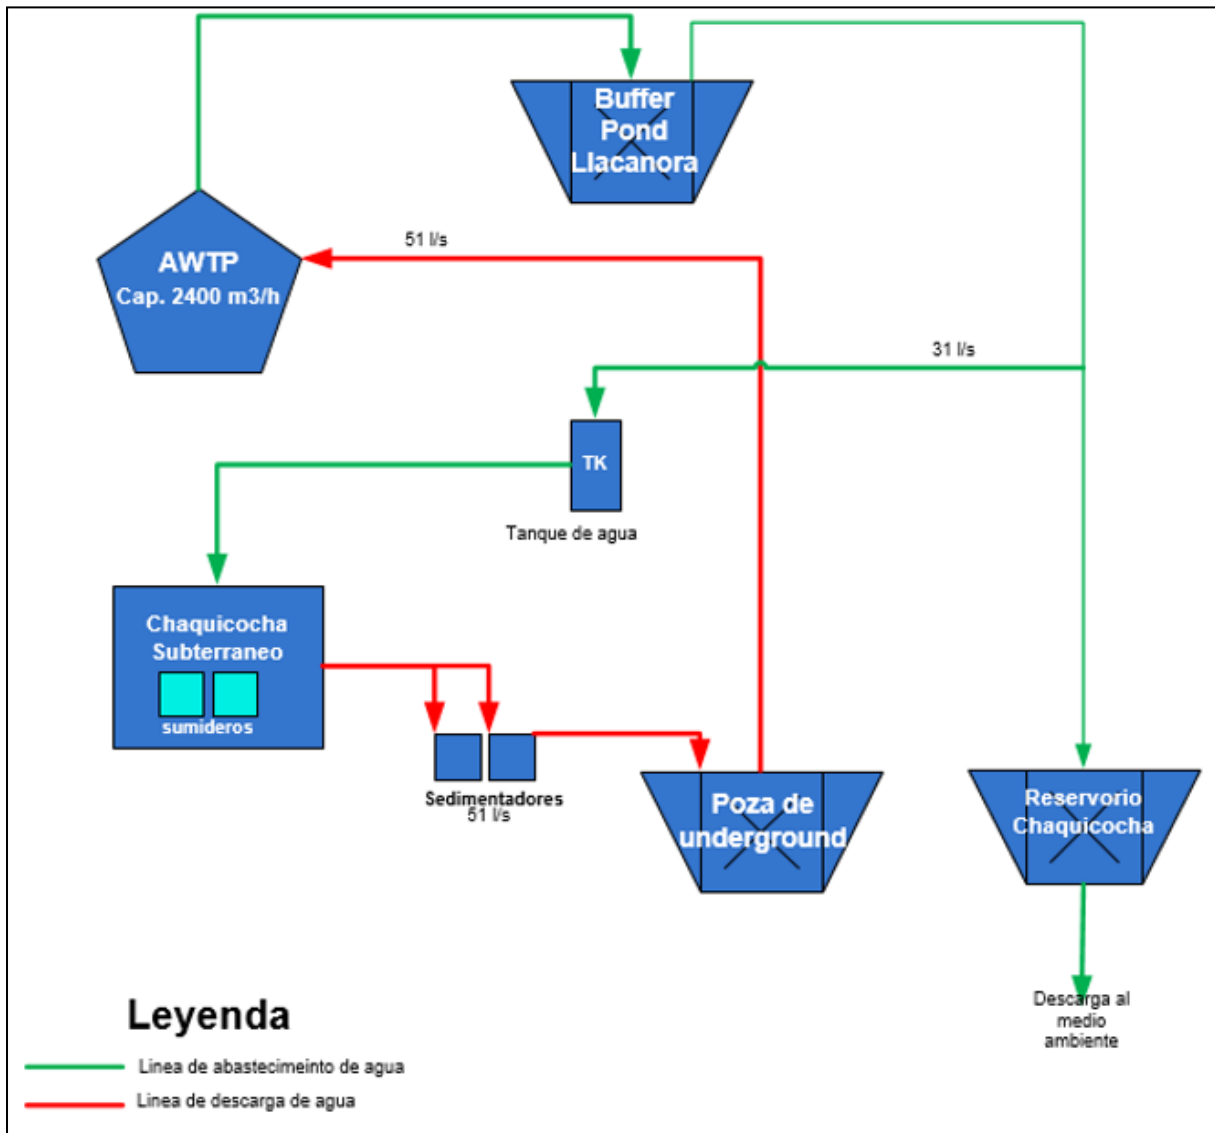 Buffer
Pond
Llacanora
51 l/s
AWTP
Cap. 2400 m3/h
31 l/s
TK
Tanque de agua
Chaquicocha
Subterraneo
sumideros
Sedimentadores
51 l/s
Poza de
underground
Reservorio
Chaquicocha
Descarga al
medio
ambiente
Leyenda
Linea de abastecimeinto de agua
Linea de descarga de agua